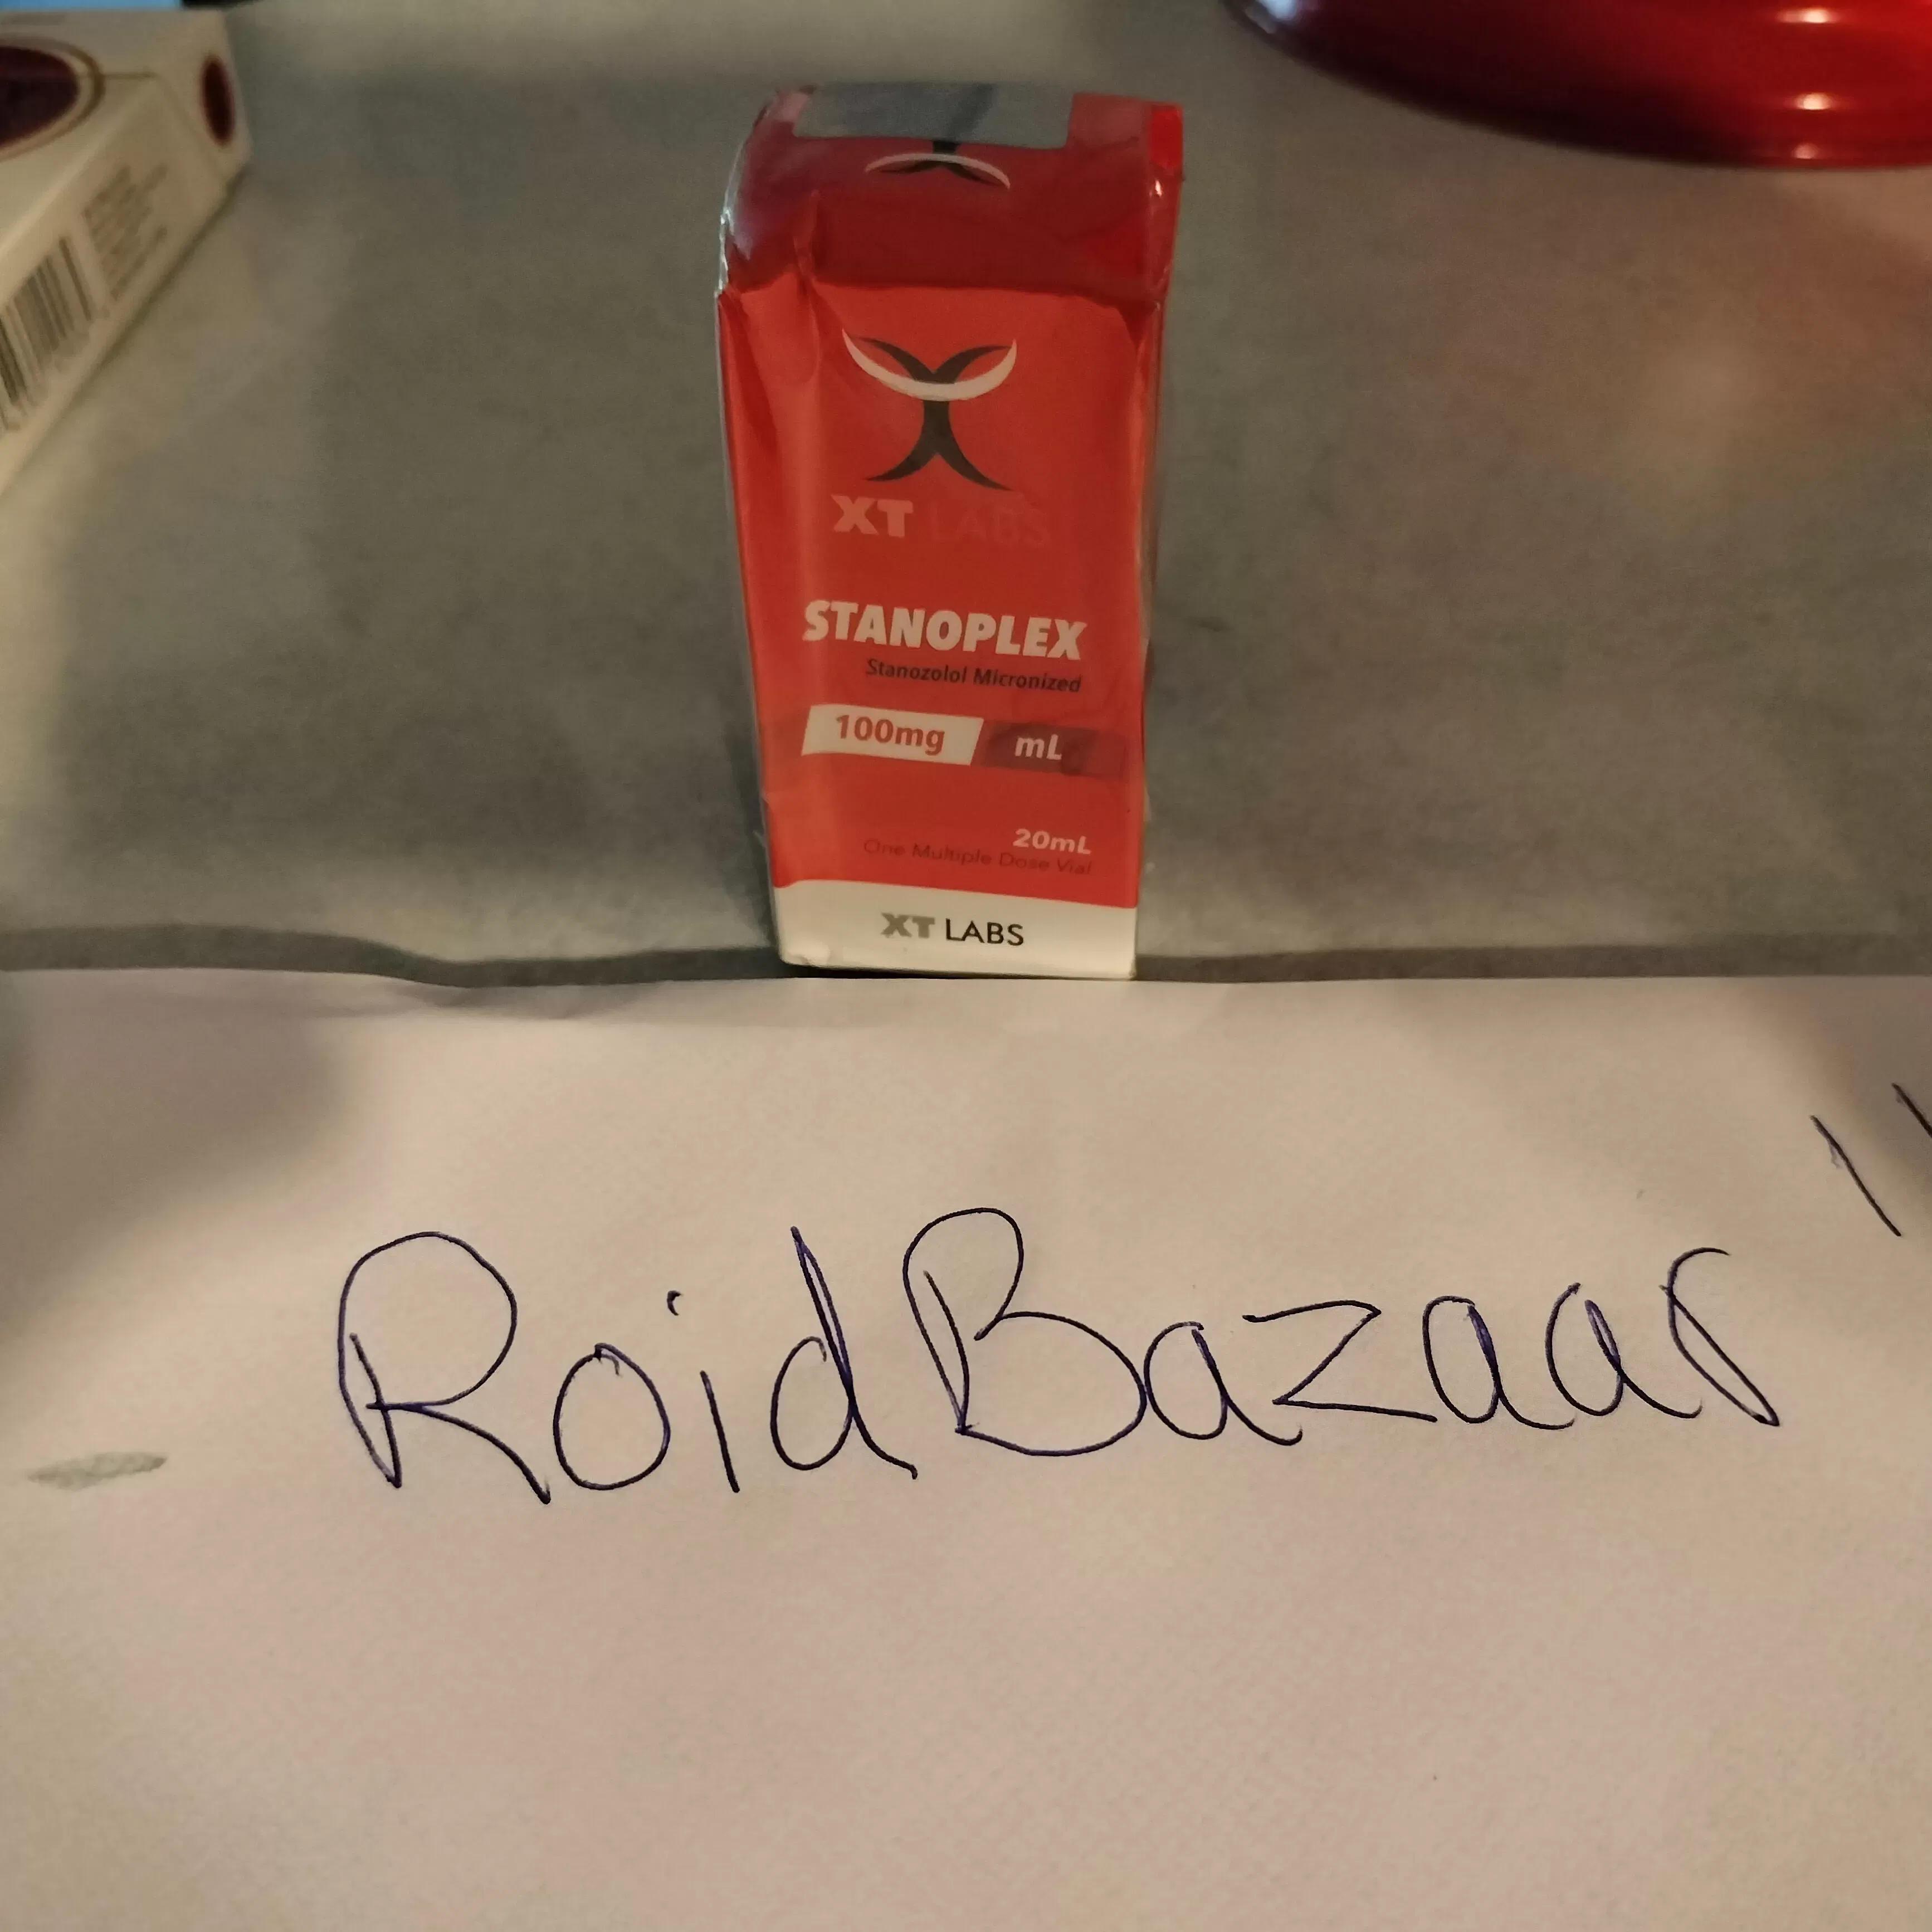 XT LABS
STANOPLEX
Stanozolol Micronized
100mg mL
20mL
One Multiple Dose Vial
XT LABS
RoidBazaar